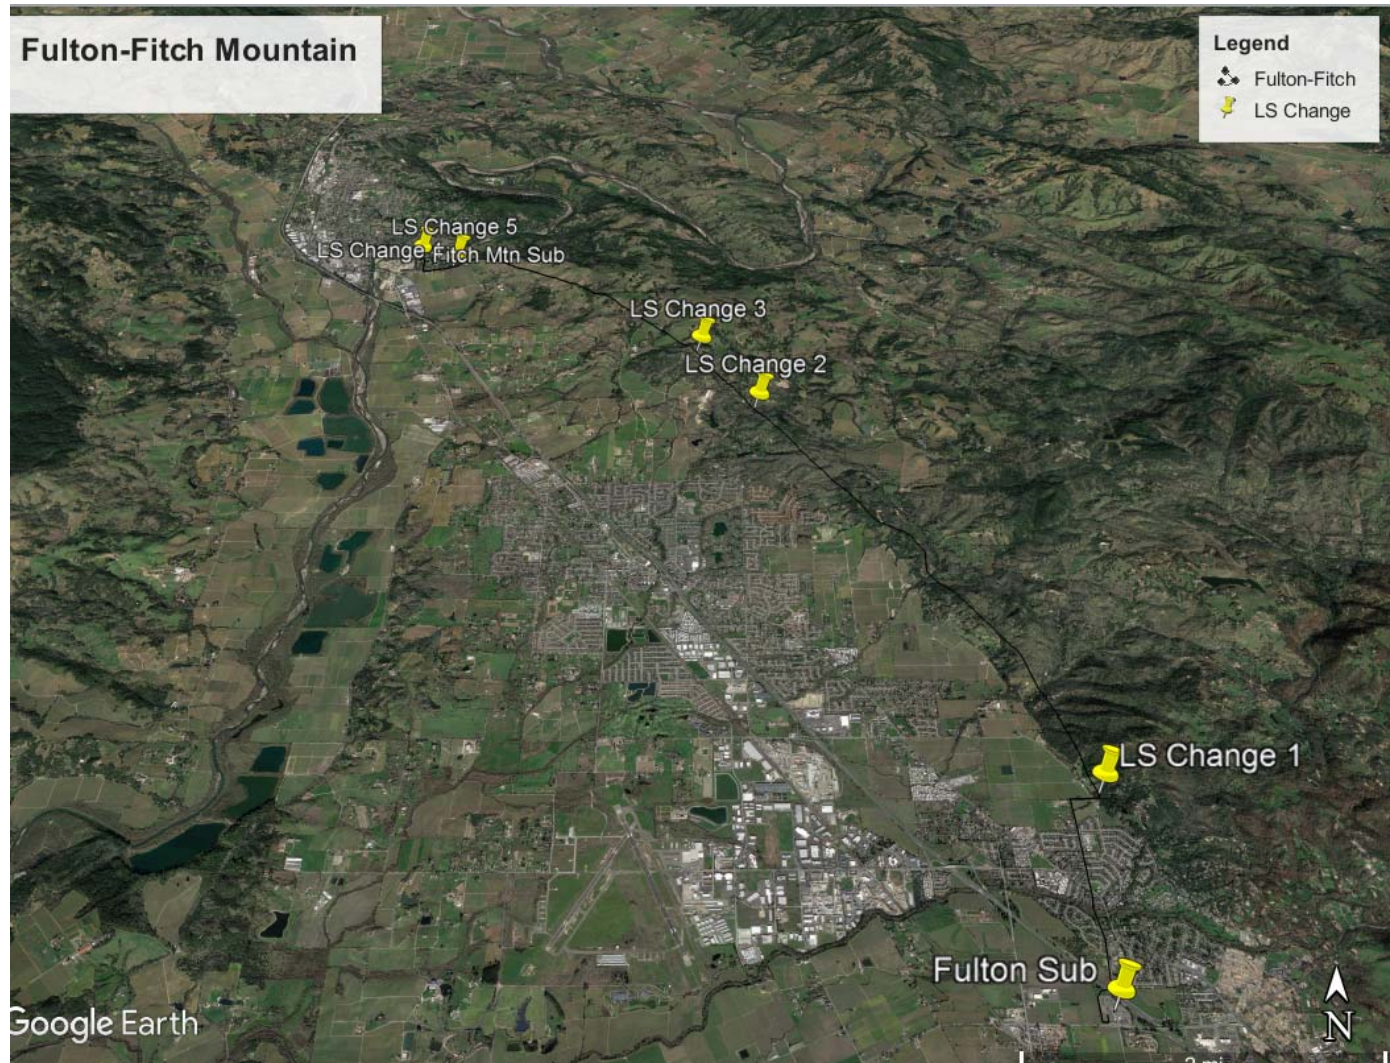 Fulton-Fitch Mountain
Legend
Fulton-Fitch
LS Change
LS Change 5
LS Change
Fitch Mtn Sub
LS Change 3
LS Change 2
LS Change 1
Fulton Sub
Google Earth
N